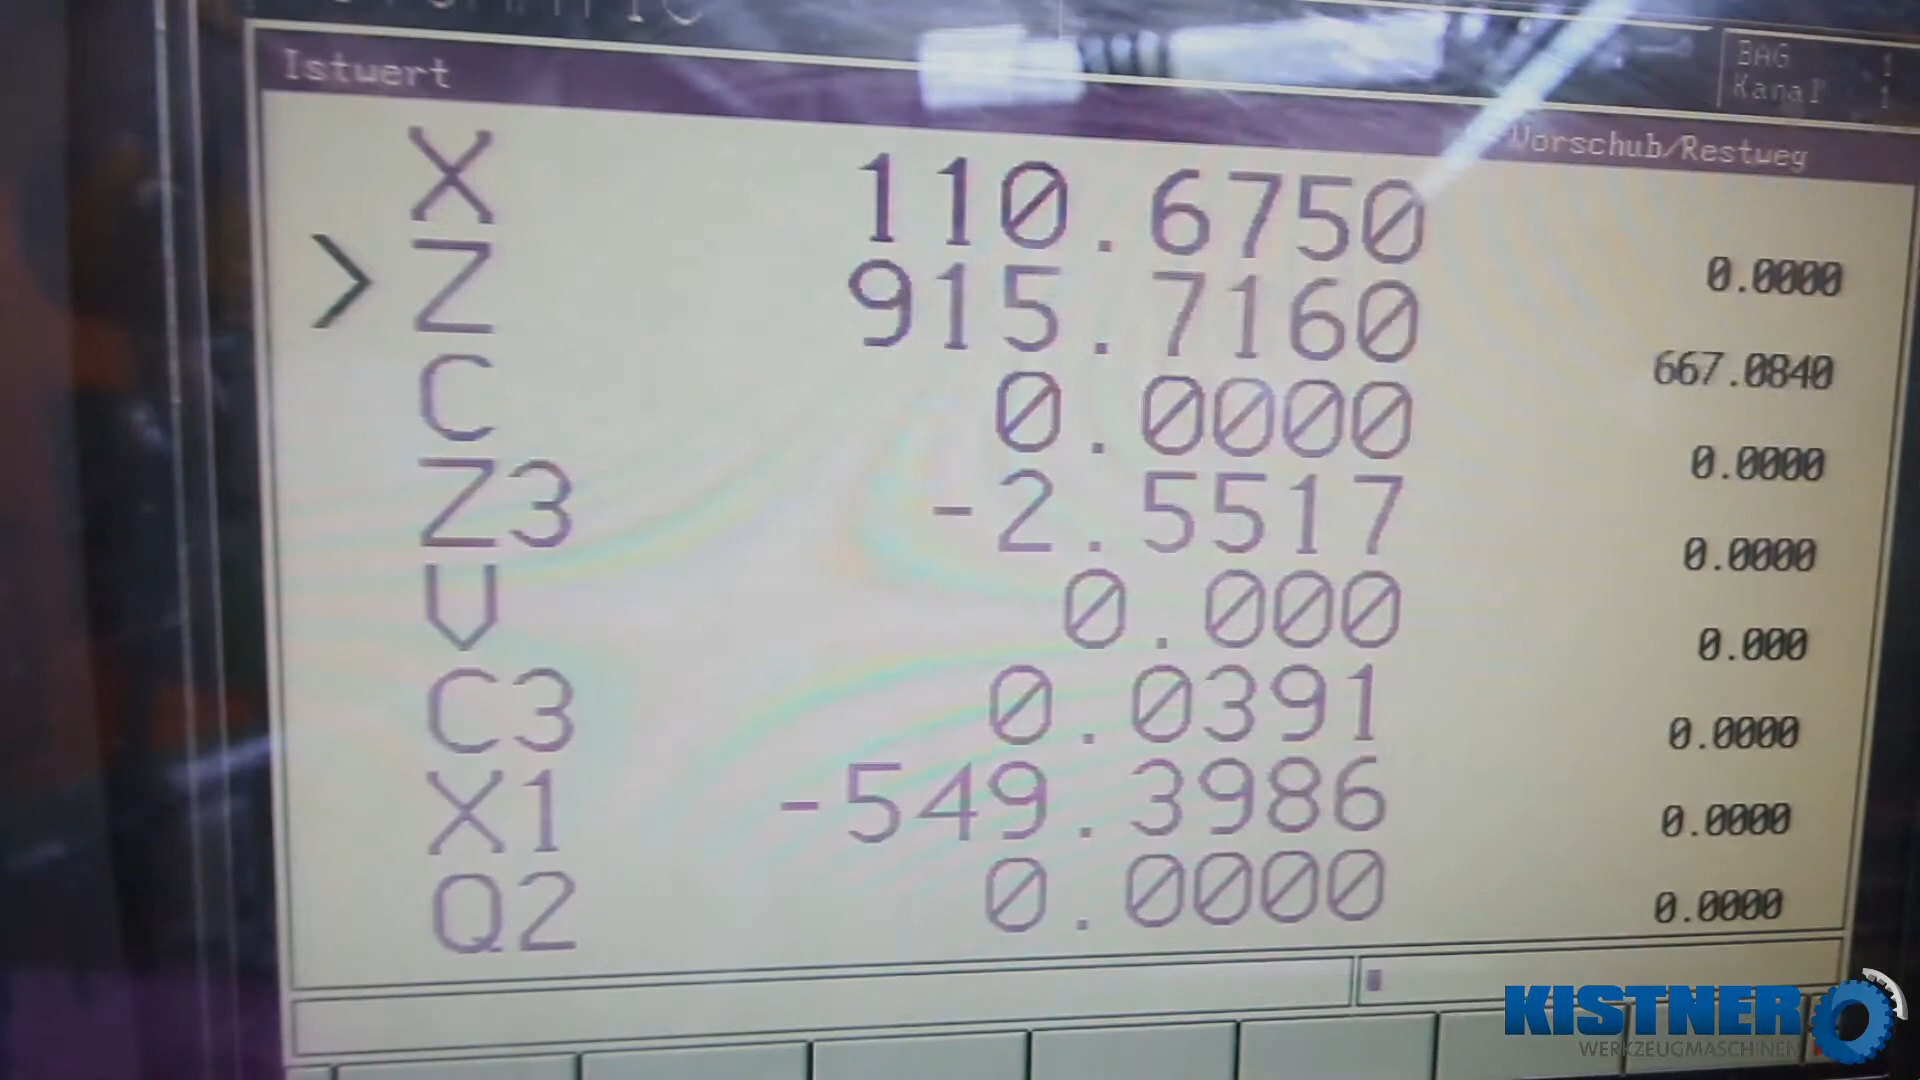 Istwert
BAG 1
Kanal 1
Vorschub/Restweg
X 110.6750 0.0000
> Z 915.7160 667.0840
C 0.0000 0.0000
Z3 -2.5517 0.0000
V 0.000 0.000
C3 0.0391 0.0000
X1 -549.3986 0.0000
Q2 0.0000 0.0000
KISTNER
WERKZEUGMASCHINEN